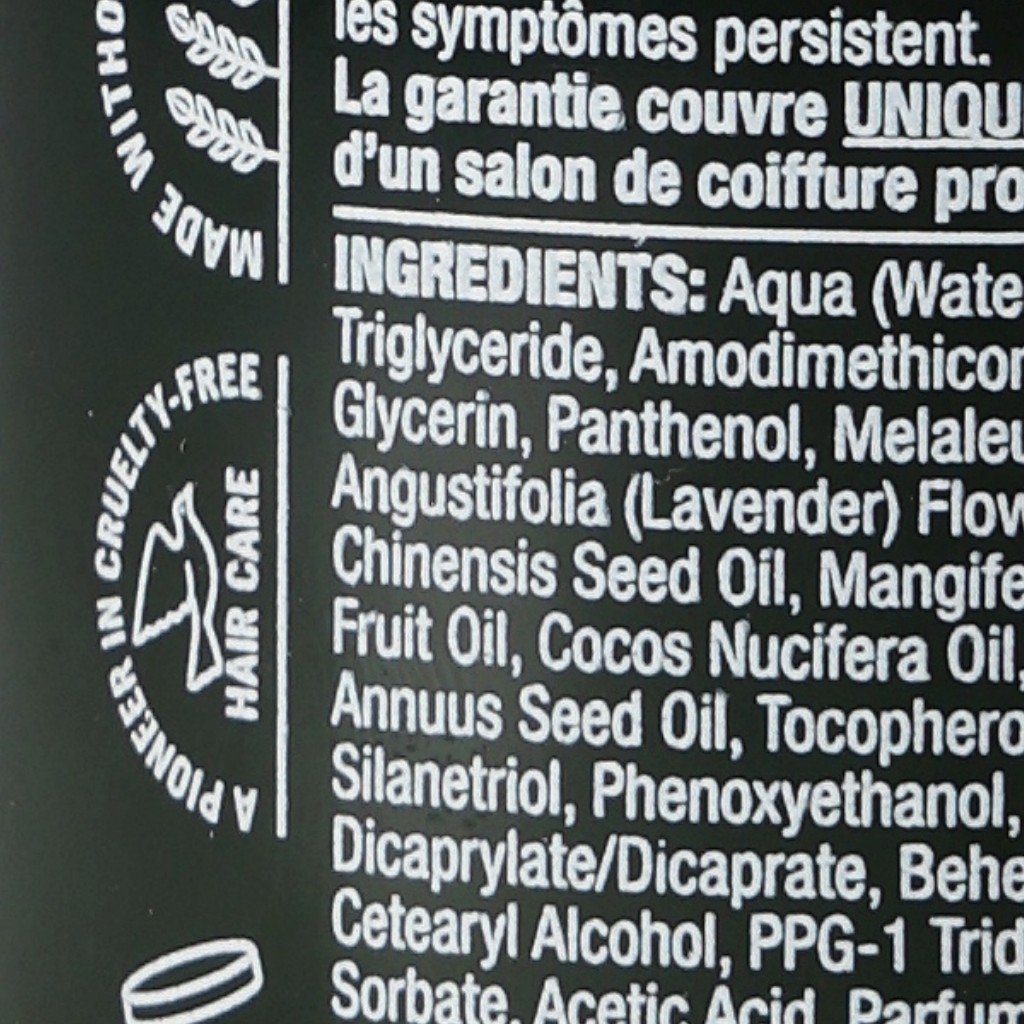 les symptômes persistent.
La garantie couvre UNIQU
d'un salon de coiffure pro
INGREDIENTS: Aqua (Wate
Triglyceride, Amodimethicon
Glycerin, Panthenol, Melaleu
Angustifolia (Lavender) Flow
Chinensis Seed Oil, Mangife
Fruit Oil, Cocos Nucifera Oil,
Annuus Seed Oil, Tocophero
Silanetriol, Phenoxyethanol,
Dicaprylate/Dicaprate, Behe
Cetearyl Alcohol, PPG-1 Trid
Sorbate, Acetic Acid, Parfum
MADE WITHO
A PIONEER IN CRUELTY-FREE
HAIR CARE